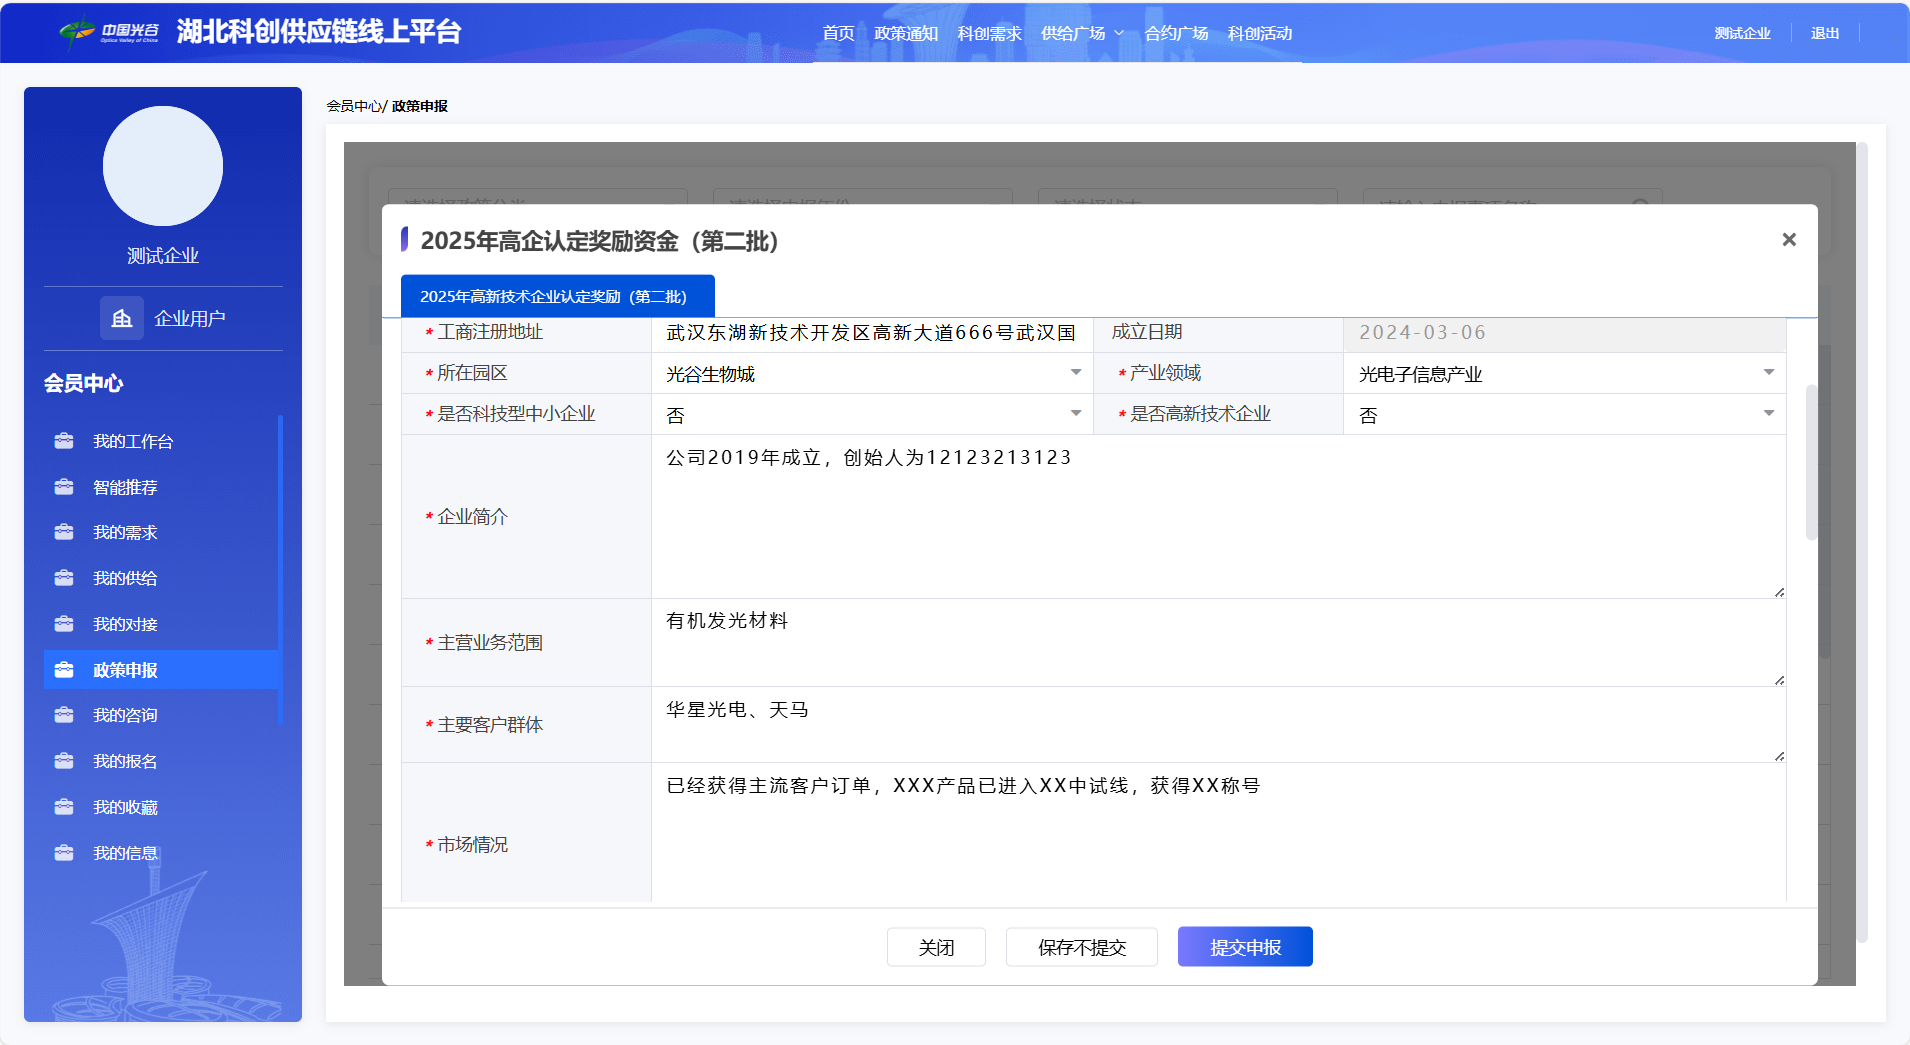 中国光谷
Optics Valley of China
湖北科创供应链线上平台
首页 政策通知 科创需求 供给广场 合约广场 科创活动
测试企业 退出
会员中心/ 政策申报
测试企业
企业用户
会员中心
我的工作台
智能推荐
我的需求
我的供给
我的对接
政策申报
我的咨询
我的报名
我的收藏
我的信息
2025年高企认定奖励资金（第二批）
2025年高新技术企业认定奖励（第二批）
* 工商注册地址 武汉东湖新技术开发区高新大道666号武汉国 成立日期 2024-03-06
* 所在园区 光谷生物城 * 产业领域 光电子信息产业
* 是否科技型中小企业 否 * 是否高新技术企业 否
* 企业简介 公司2019年成立，创始人为12123213123
* 主营业务范围 有机发光材料
* 主要客户群体 华星光电、天马
* 市场情况 已经获得主流客户订单，XXX产品已进入XX中试线，获得XX称号
关闭 保存不提交 提交申报